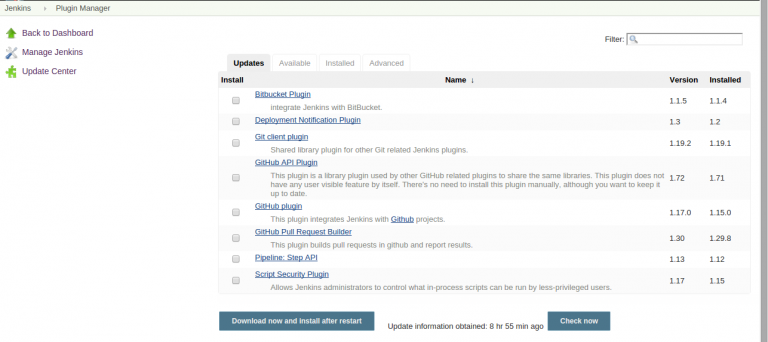 Jenkins › Plugin Manager
Back to Dashboard
Manage Jenkins
Update Center
Filter:
Updates Available Installed Advanced
Install Name ↓ Version Installed
Bitbucket Plugin
integrate Jenkins with BitBucket.
1.1.5 1.1.4
Deployment Notification Plugin 1.3 1.2
Git client plugin
Shared library plugin for other Git related Jenkins plugins.
1.19.2 1.19.1
GitHub API Plugin
This plugin is a library plugin used by other GitHub related plugins to share the same libraries. This plugin does not
have any user visible feature by itself. There's no need to install this plugin manually, although you want to keep it
up to date.
1.72 1.71
GitHub plugin
This plugin integrates Jenkins with Github projects.
1.17.0 1.15.0
GitHub Pull Request Builder
This plugin builds pull requests in github and report results.
1.30 1.29.8
Pipeline: Step API 1.13 1.12
Script Security Plugin
Allows Jenkins administrators to control what in-process scripts can be run by less-privileged users.
1.17 1.15
Download now and install after restart Update information obtained: 8 hr 55 min ago Check now